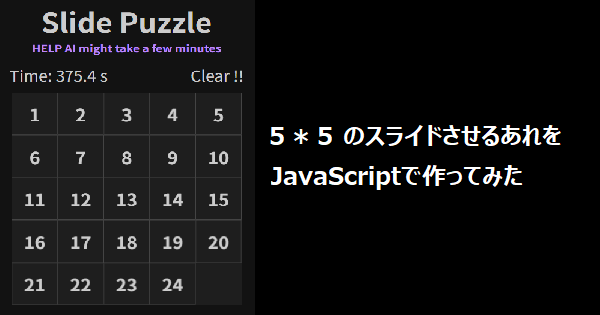 Slide Puzzle
HELP AI might take a few minutes
Time: 375.4 s Clear !!
1 2 3 4 5
6 7 8 9 10
11 12 13 14 15
16 17 18 19 20
21 22 23 24
５＊５ のスライドさせるあれを
JavaScriptで作ってみた